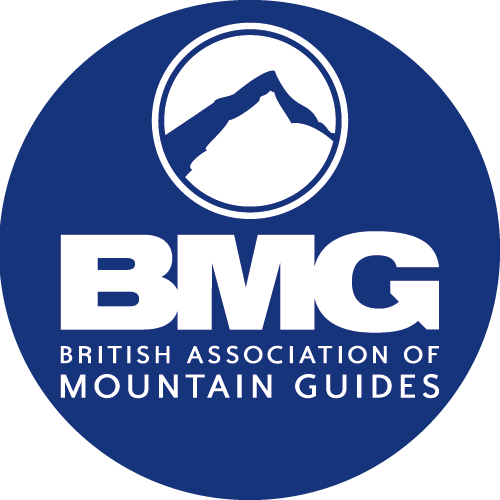 BMG
BRITISH ASSOCIATION OF
MOUNTAIN GUIDES